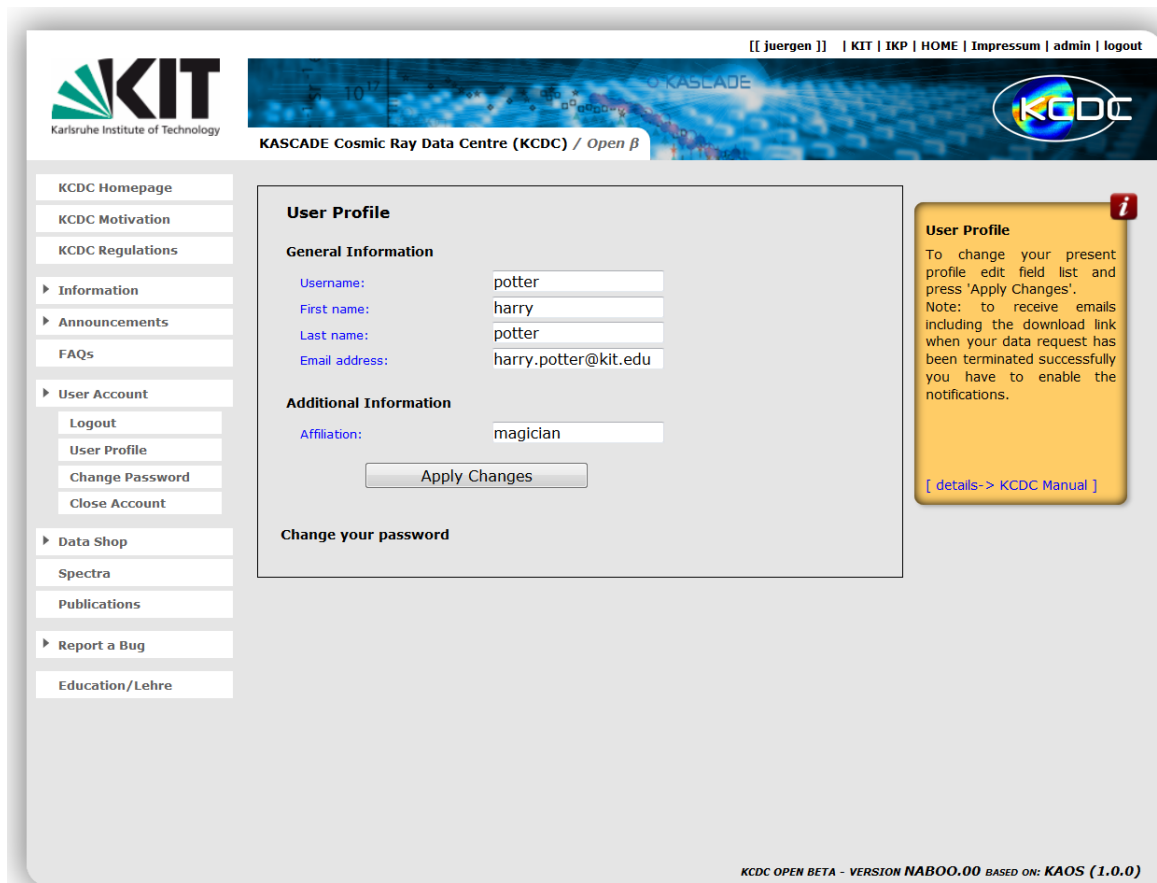 [[ juergen ]] | KIT | IKP | HOME | Impressum | admin | logout
KIT
Karlsruhe Institute of Technology
10¹⁷
KASCADE
KCDC
KASCADE Cosmic Ray Data Centre (KCDC) / Open β
KCDC Homepage
KCDC Motivation
KCDC Regulations
Information
Announcements
FAQs
User Account
Logout
User Profile
Change Password
Close Account
Data Shop
Spectra
Publications
Report a Bug
Education/Lehre
User Profile
General Information
Username: potter
First name: harry
Last name: potter
Email address: harry.potter@kit.edu
Additional Information
Affiliation: magician
Apply Changes
Change your password
i
User Profile
To change your present
profile edit field list and
press 'Apply Changes'.
Note: to receive emails
including the download link
when your data request has
been terminated successfully
you have to enable the
notifications.
[ details-> KCDC Manual ]
KCDC OPEN BETA - VERSION NABOO.00 BASED ON: KAOS (1.0.0)